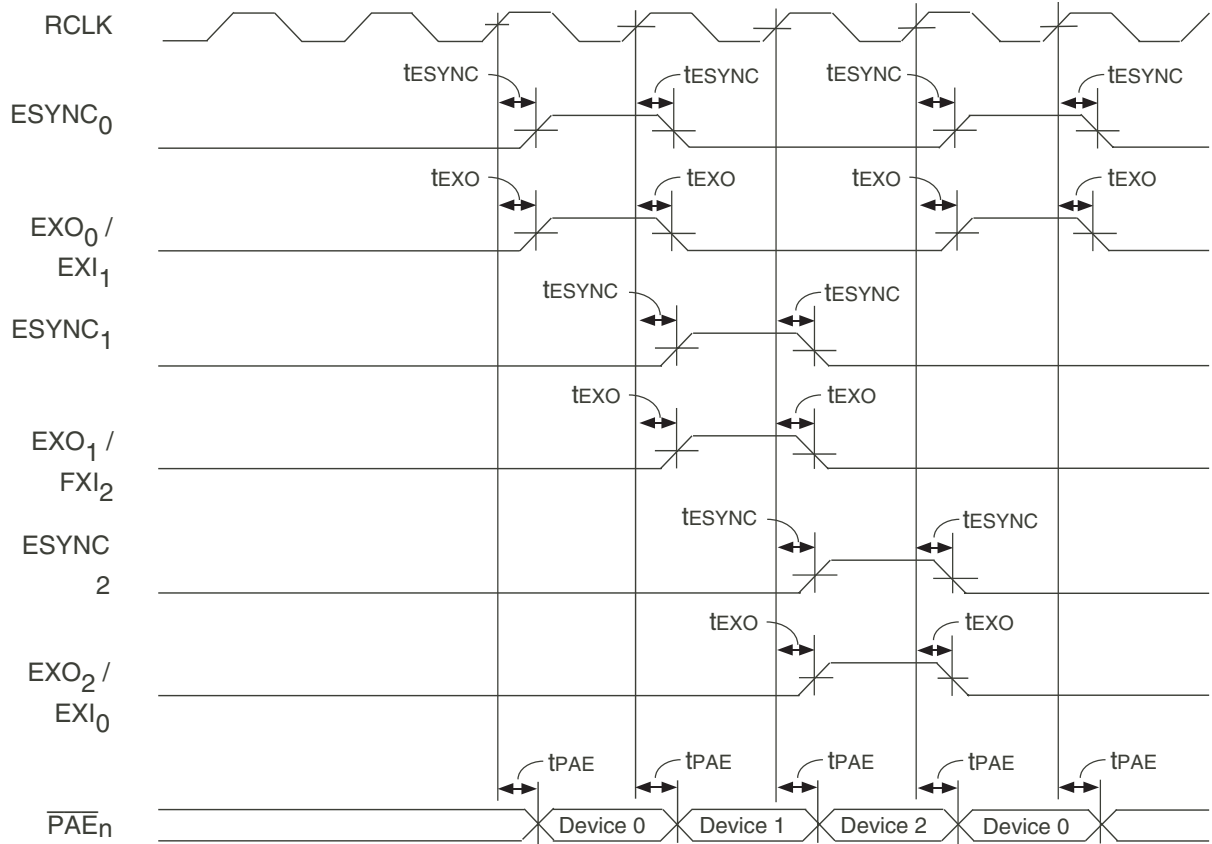 RCLK
tESYNC tESYNC tESYNC tESYNC
ESYNC0
tEXO tEXO tEXO tEXO
EXO0 /
EXI1
tESYNC tESYNC
ESYNC1
tEXO tEXO
EXO1 /
FXI2
tESYNC tESYNC
ESYNC
2
tEXO tEXO
EXO2 /
EXI0
tPAE tPAE tPAE tPAE tPAE
PAEn Device 0 Device 1 Device 2 Device 0